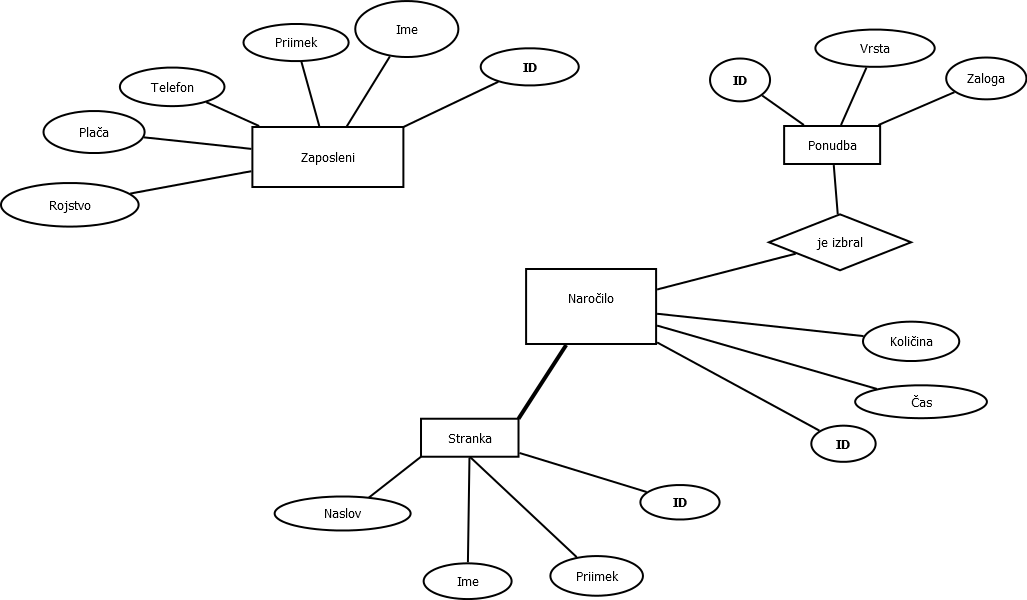 Ime
Priimek
ID
Telefon
Plača
Zaposleni
Rojstvo
Vrsta
ID
Zaloga
Ponudba
je izbral
Naročilo
Količina
Čas
ID
Stranka
Naslov
ID
Ime
Priimek